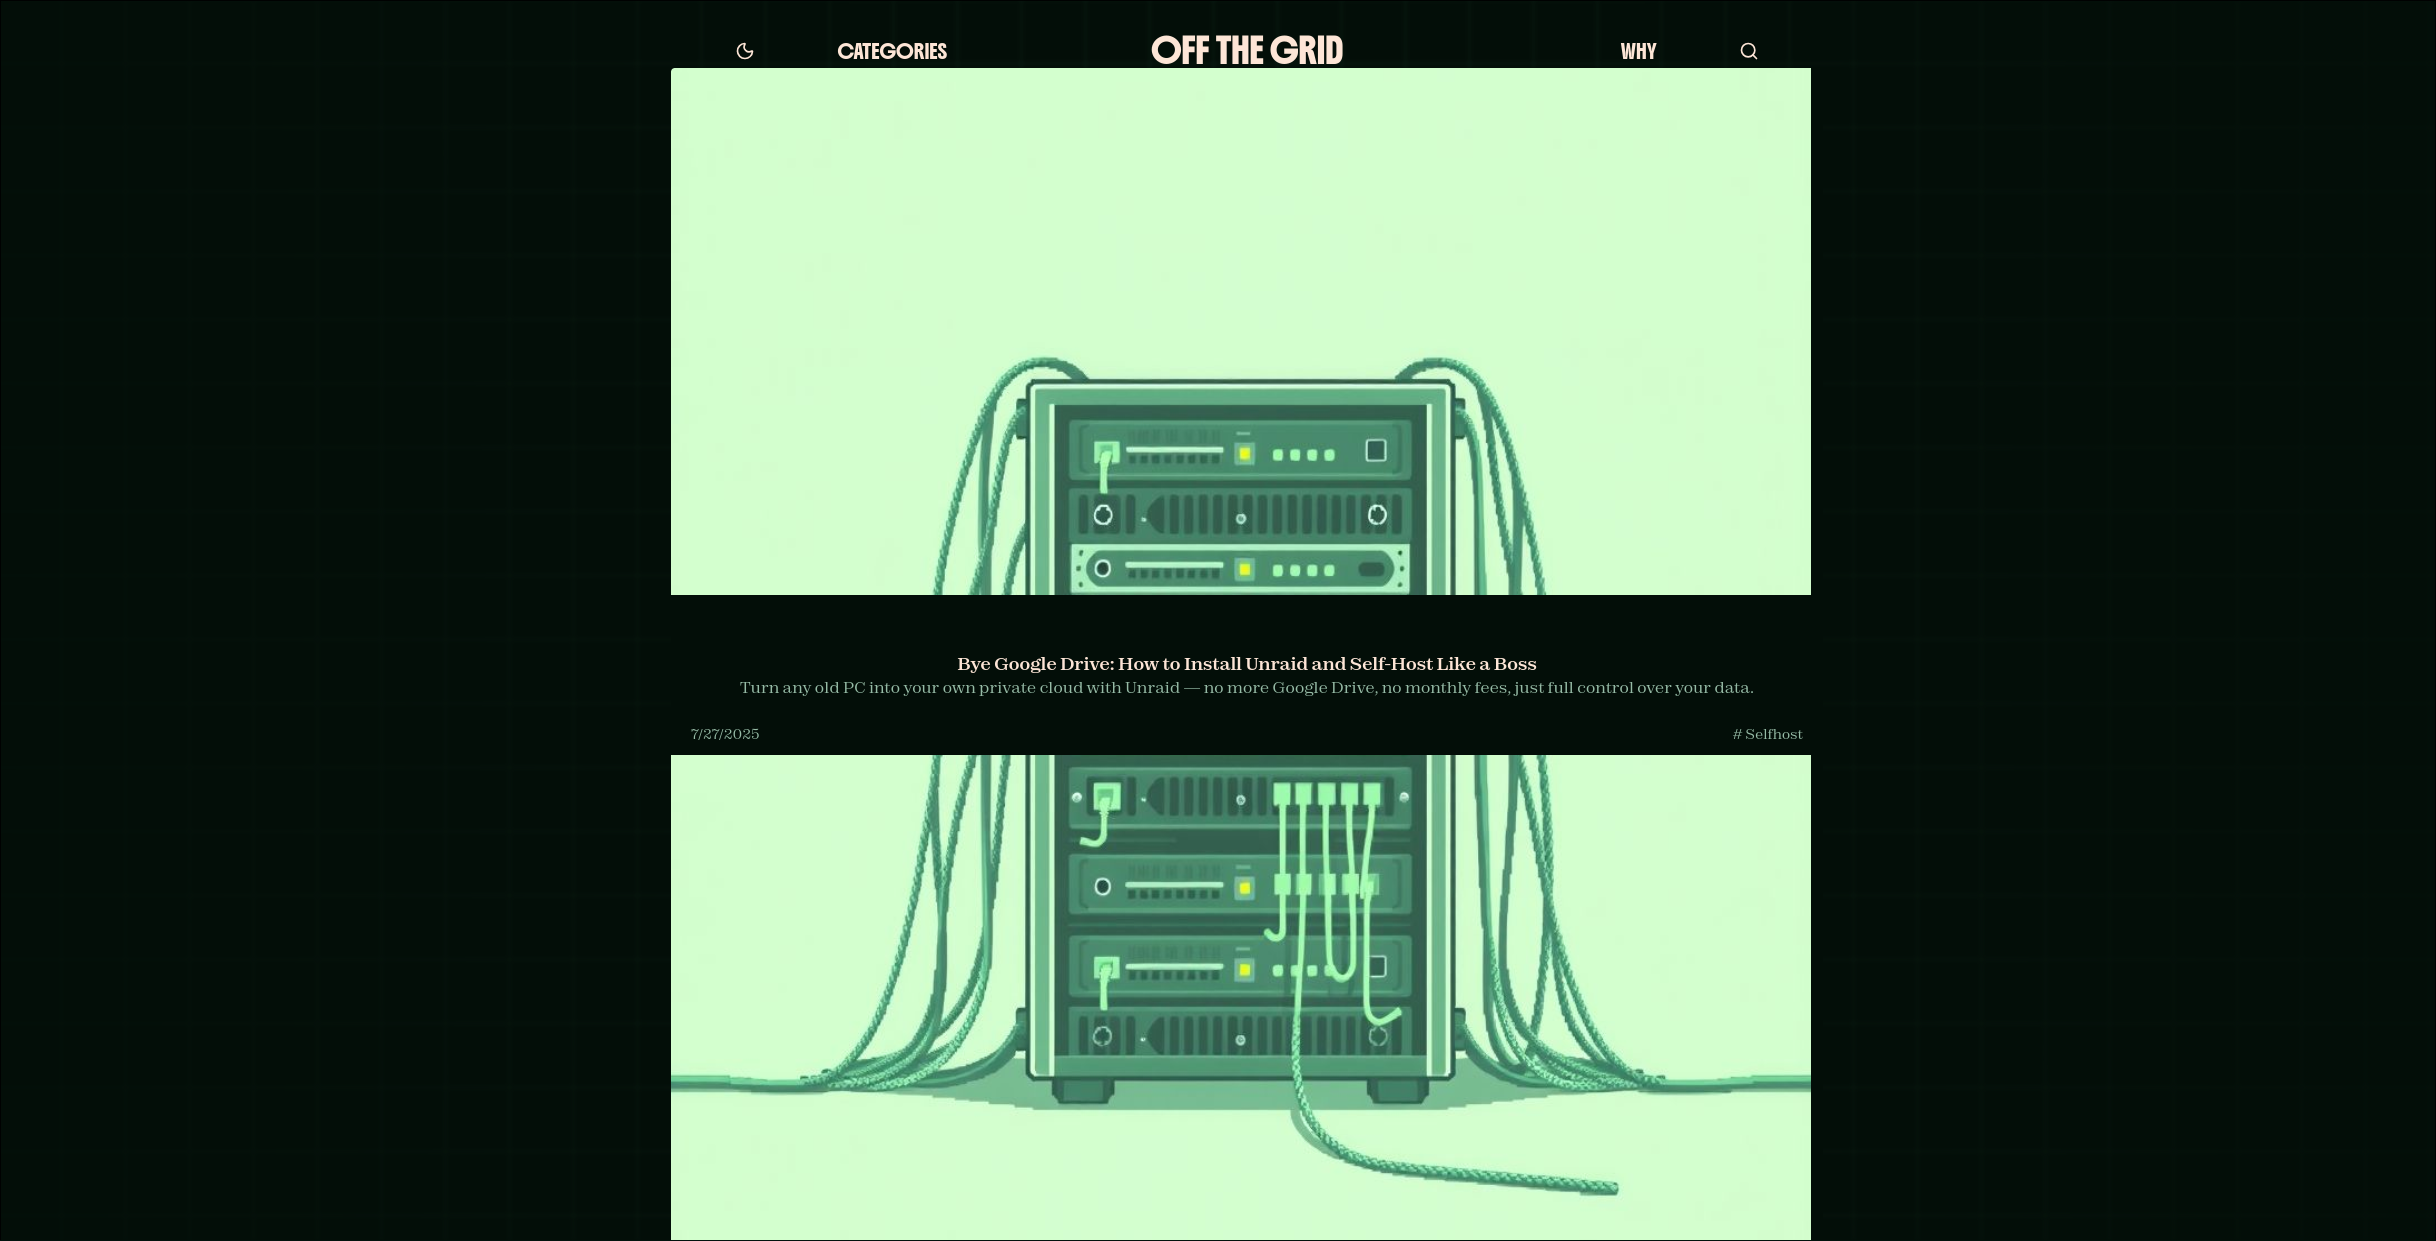 CATEGORIES OFF THE GRID WHY
Bye Google Drive: How to Install Unraid and Self-Host Like a Boss
Turn any old PC into your own private cloud with Unraid — no more Google Drive, no monthly fees, just full control over your data.
7/27/2025 # Selfhost